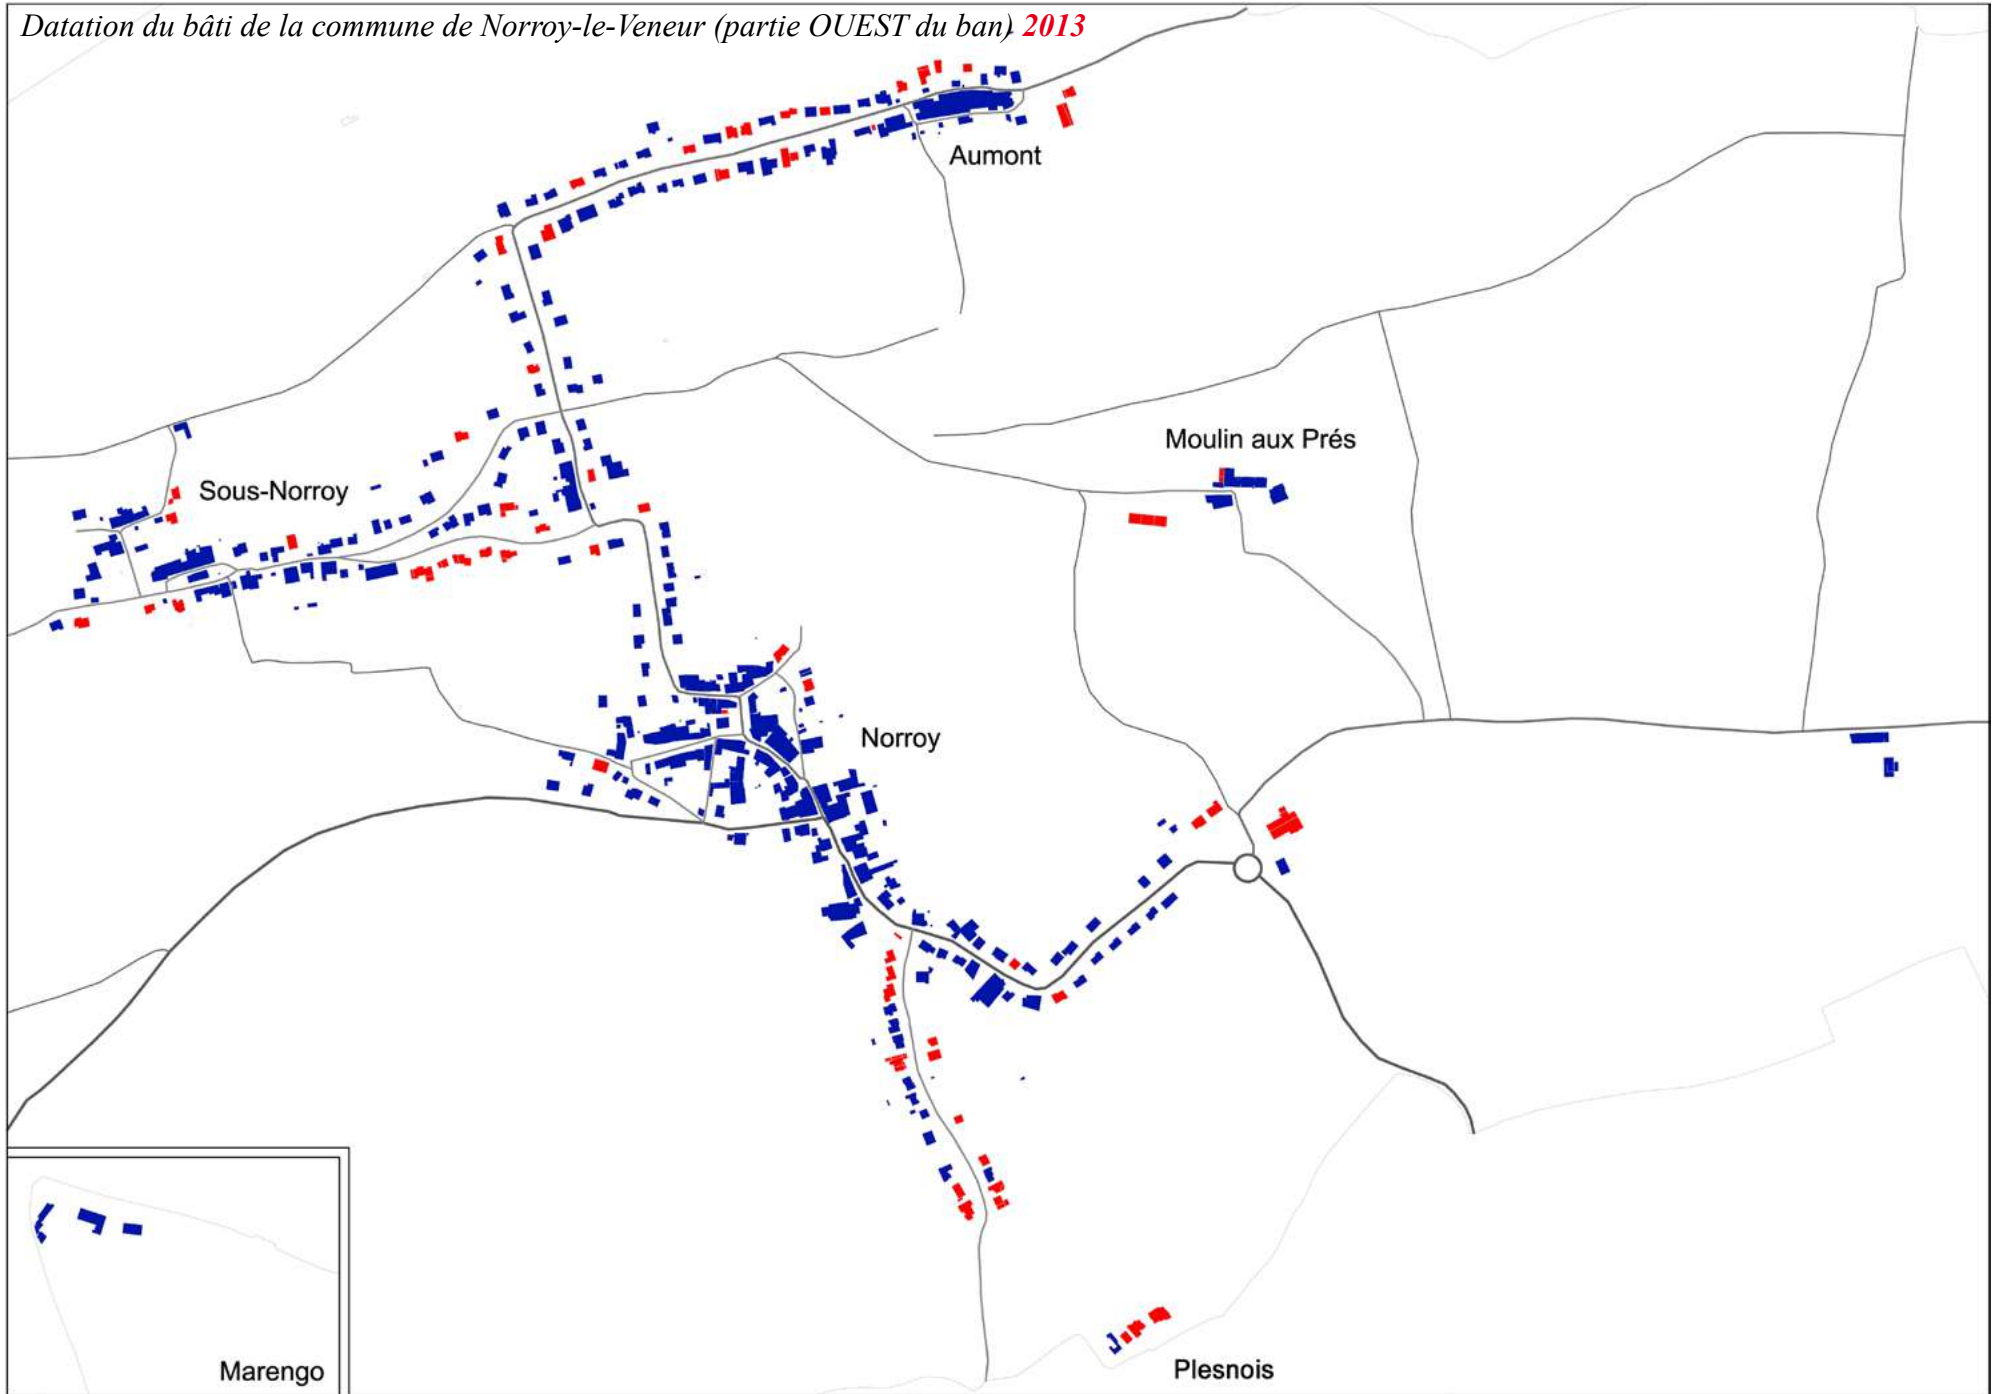 Datation du bâti de la commune de Norroy-le-Veneur (partie OUEST du ban) 2013
Aumont
Moulin aux Prés
Sous-Norroy
Norroy
Marengo
Plesnois